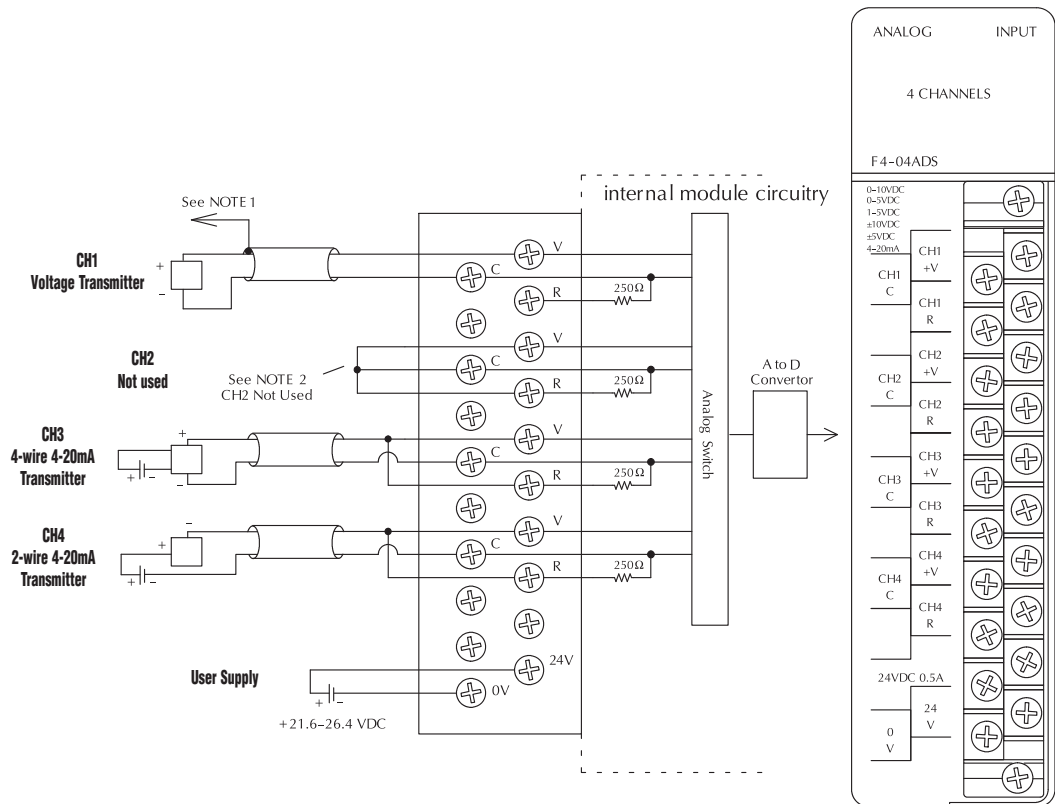 ANALOG INPUT
4 CHANNELS
F4-04ADS
0–10VDC
0–5VDC
1–5VDC
±10VDC
±5VDC
4–20mA
CH1
+V
CH1
C
CH1
R
CH2
+V
CH2
C
CH2
R
CH3
+V
CH3
C
CH3
R
CH4
+V
CH4
C
CH4
R
24VDC 0.5A
24
V
0
V
internal module circuitry
See NOTE 1
CH1
Voltage Transmitter
+
–
V
C
R
250Ω
CH2
Not used
See NOTE 2
CH2 Not Used
V
C
R
250Ω
CH3
4-wire 4-20mA
Transmitter
+
–
+ –
V
C
R
250Ω
CH4
2-wire 4-20mA
Transmitter
–
+
+ –
V
C
R
250Ω
User Supply
24V
0V
+ –
+21.6–26.4 VDC
Analog Switch
A to D
Convertor